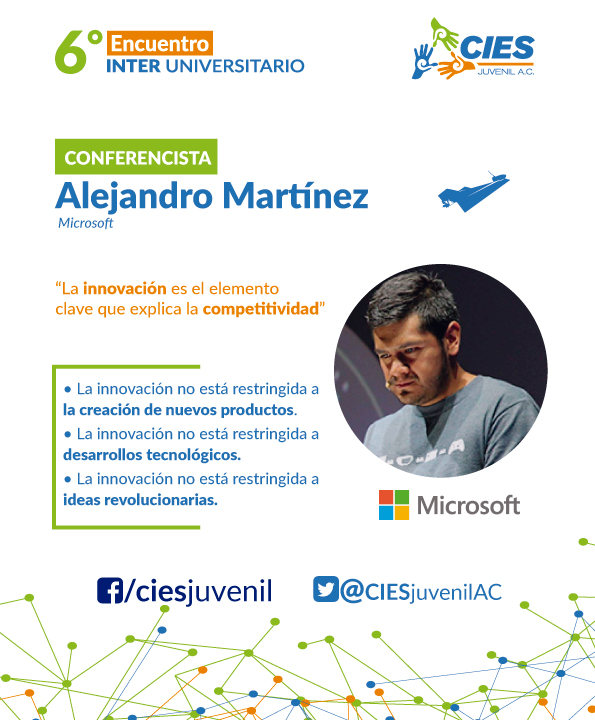 6° Encuentro
INTER UNIVERSITARIO
CIES
JUVENIL A.C.
CONFERENCISTA
Alejandro Martínez
Microsoft
“La innovación es el elemento
clave que explica la competitividad”
• La innovación no está restringida a
la creación de nuevos productos.
• La innovación no está restringida a
desarrollos tecnológicos.
• La innovación no está restringida a
ideas revolucionarias.
Microsoft
/ciesjuvenil
@CIESjuvenilAC